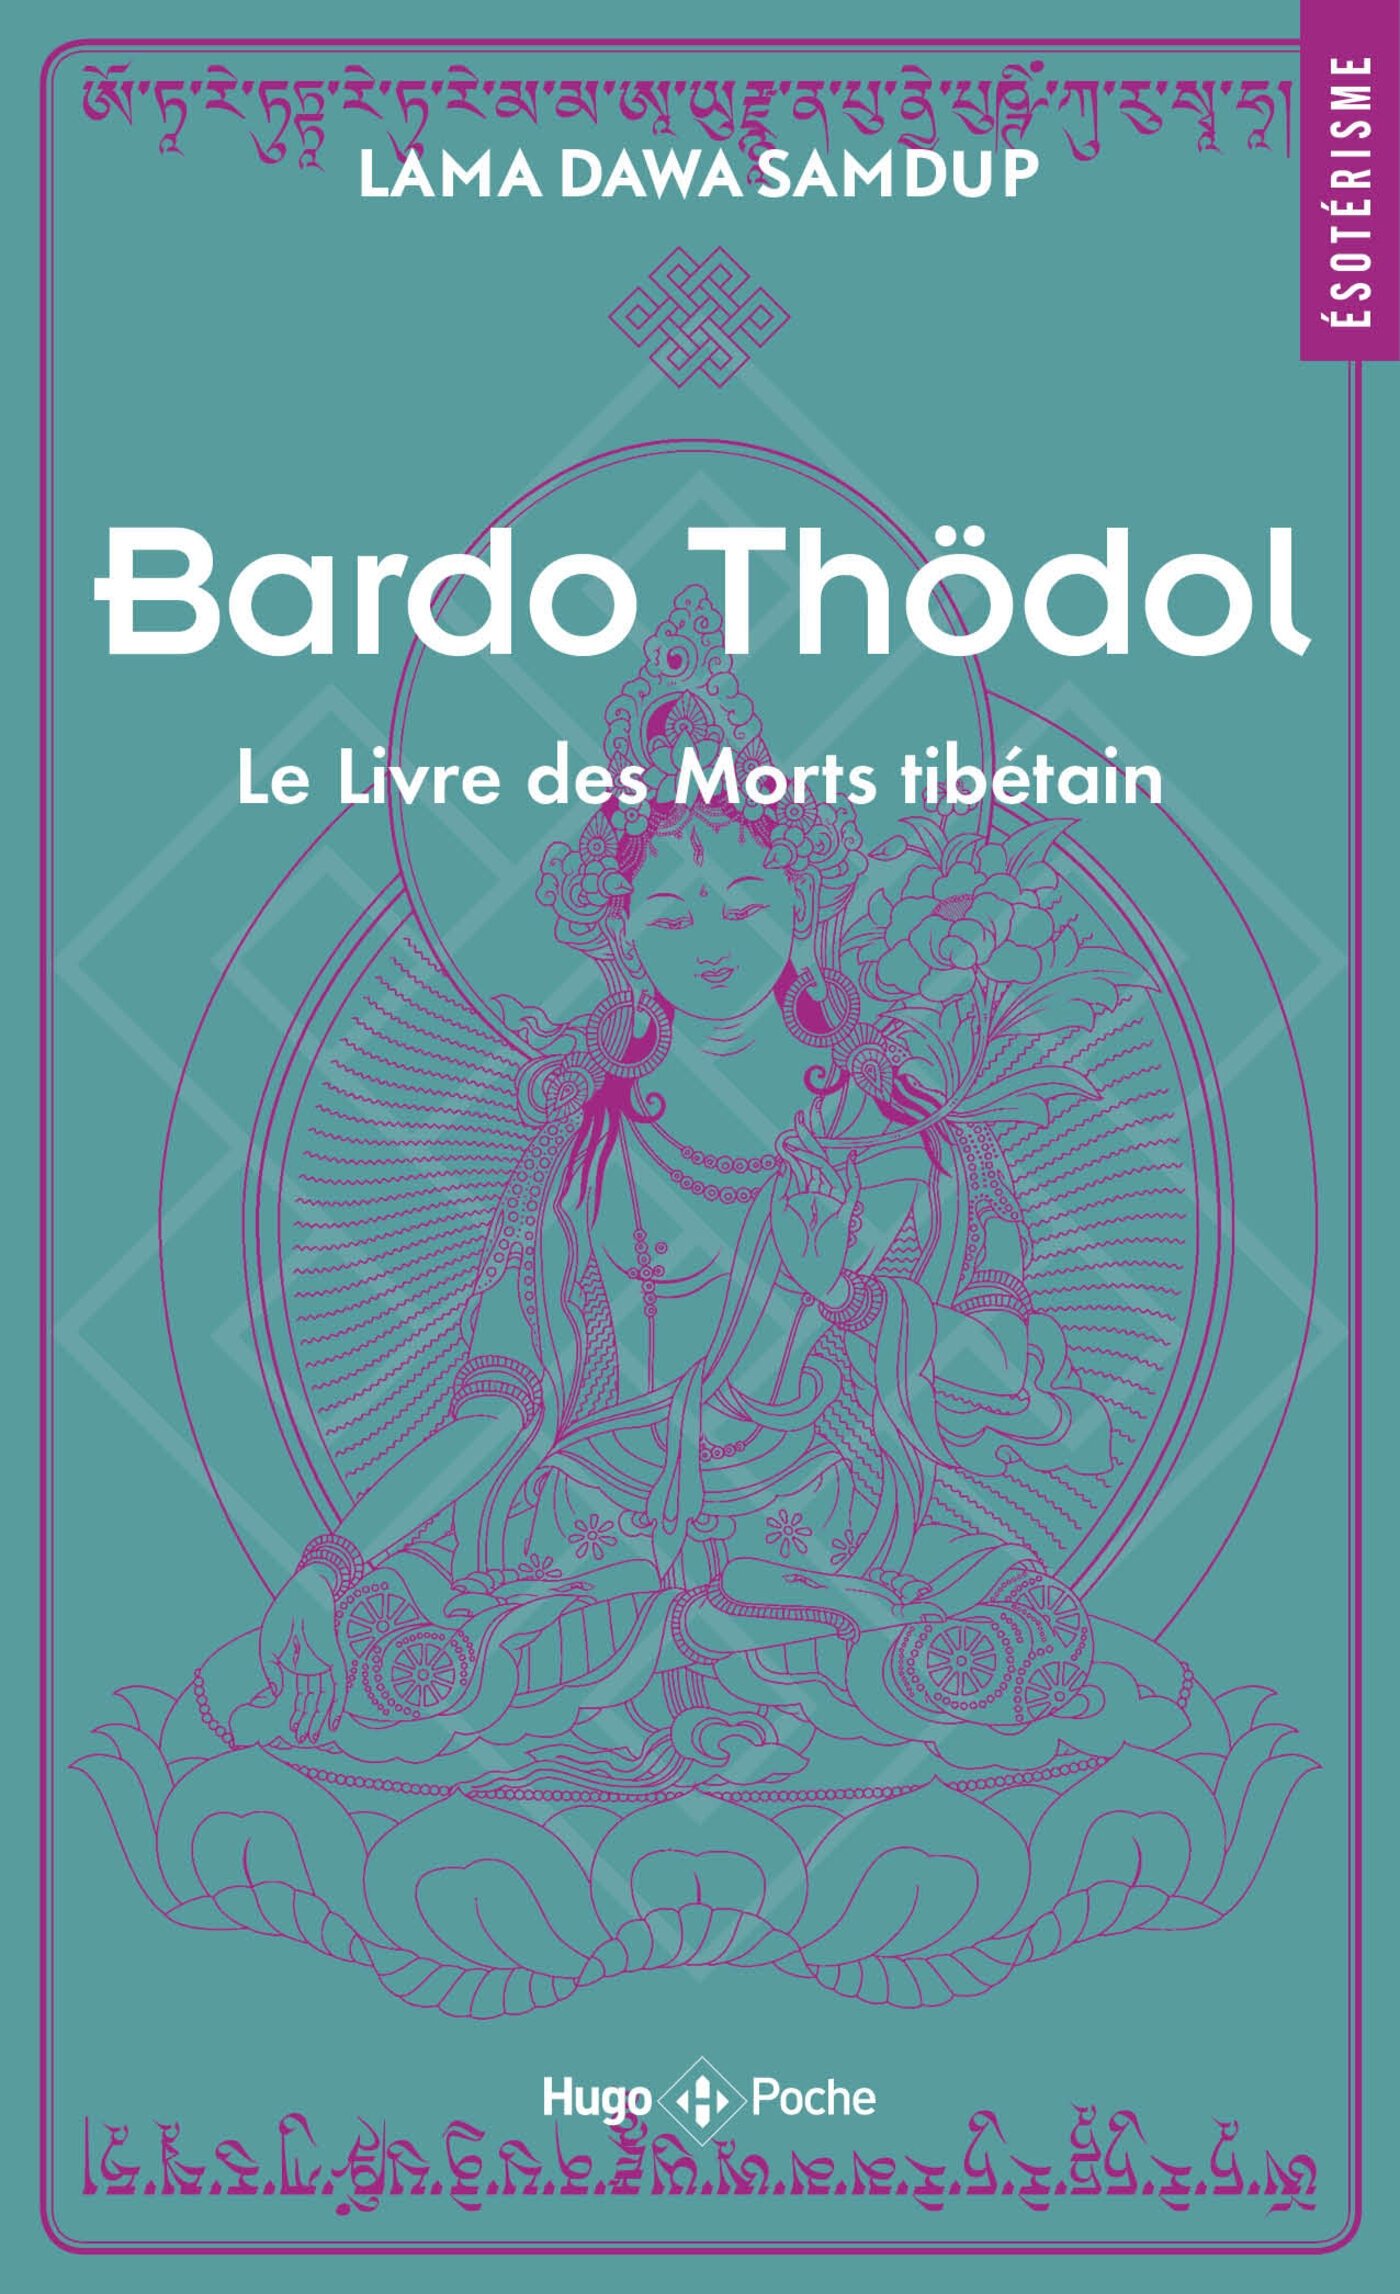 ༀ་ཏཱ་རེ་ཏུཏྟཱ་རེ་ཏུ་རེ་མ་མ་ཨཱ་ཡུརྫྙཱ་ན་པུ་ཎྱེ་པུཥྚིཾ་ཀུ་རུ་སྭཱ་ཧཱ།
LAMA DAWA SAMDUP
ÉSOTÉRISME
Bardo Thödol
Le Livre des Morts tibétain
Hugo Poche